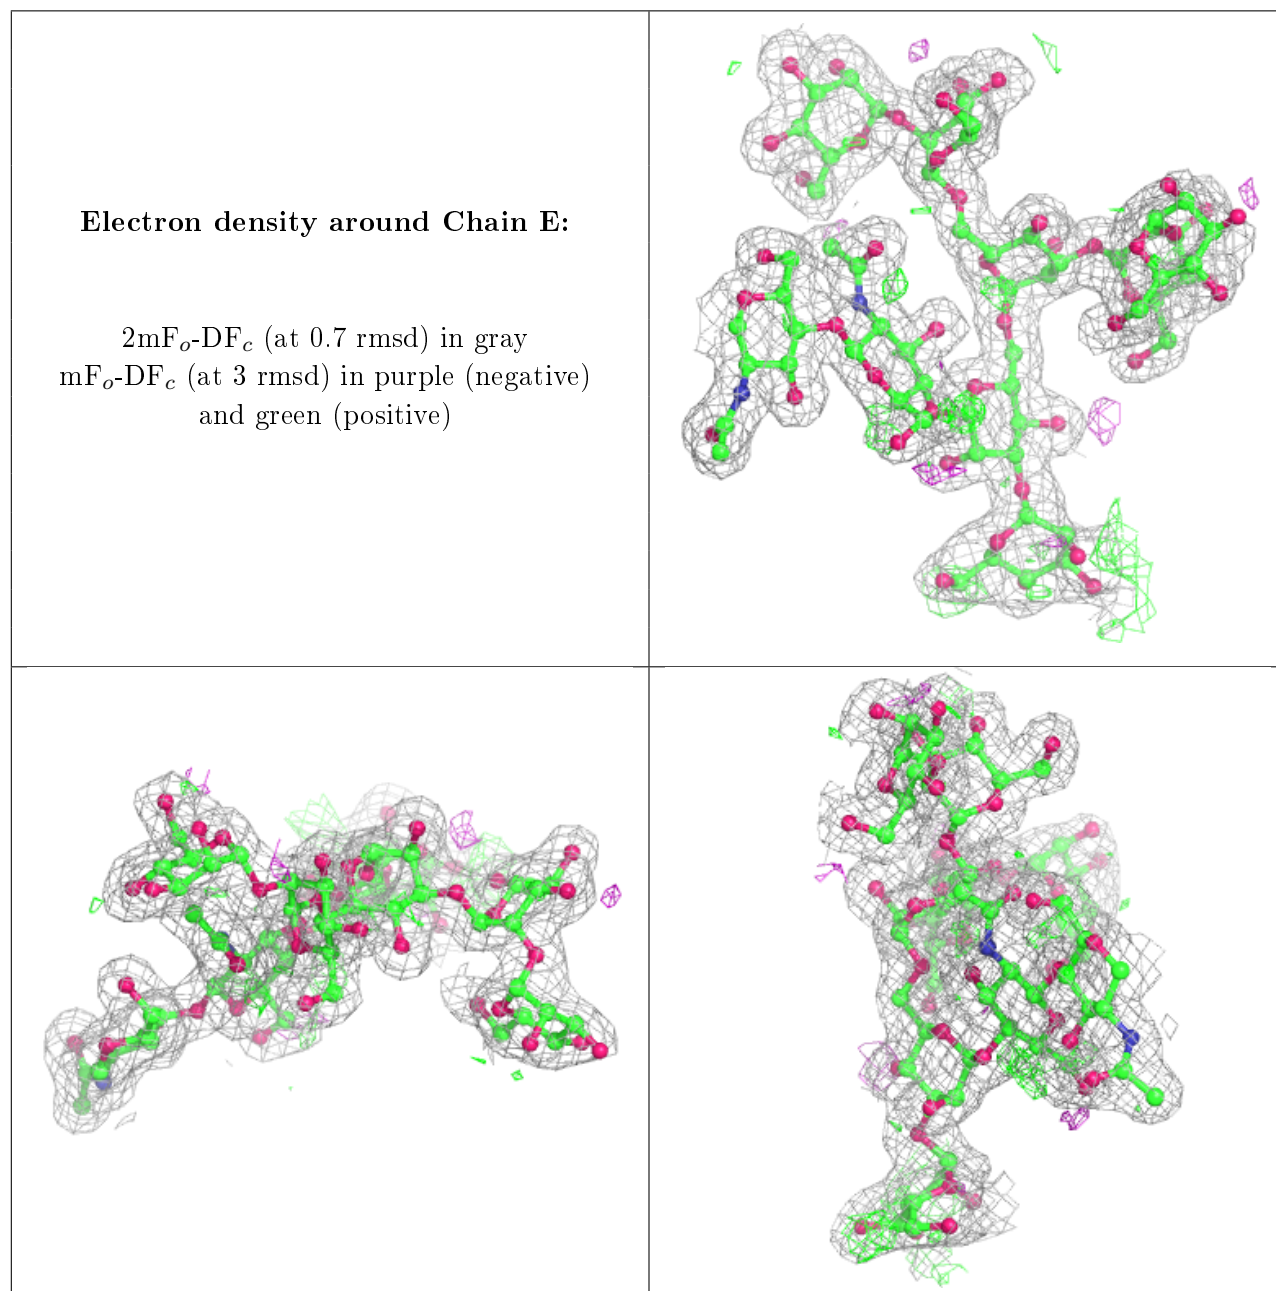 Electron density around Chain E:
2mFₒ-DF𝒸 (at 0.7 rmsd) in gray
mFₒ-DF𝒸 (at 3 rmsd) in purple (negative)
and green (positive)